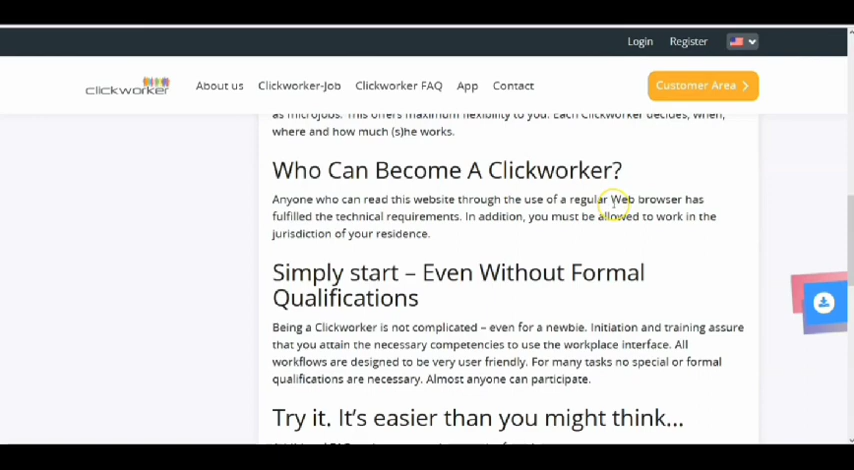 Login Register
clickworker About us Clickworker-Job Clickworker FAQ App Contact Customer Area
as microjobs. This offers maximum flexibility to you. Each Clickworker decides, when,
where and how much (s)he works.
Who Can Become A Clickworker?
Anyone who can read this website through the use of a regular Web browser has
fulfilled the technical requirements. In addition, you must be allowed to work in the
jurisdiction of your residence.
Simply start – Even Without Formal
Qualifications
Being a Clickworker is not complicated – even for a newbie. Initiation and training assure
that you attain the necessary competencies to use the workplace interface. All
workflows are designed to be very user friendly. For many tasks no special or formal
qualifications are necessary. Almost anyone can participate.
Try it. It's easier than you might think...